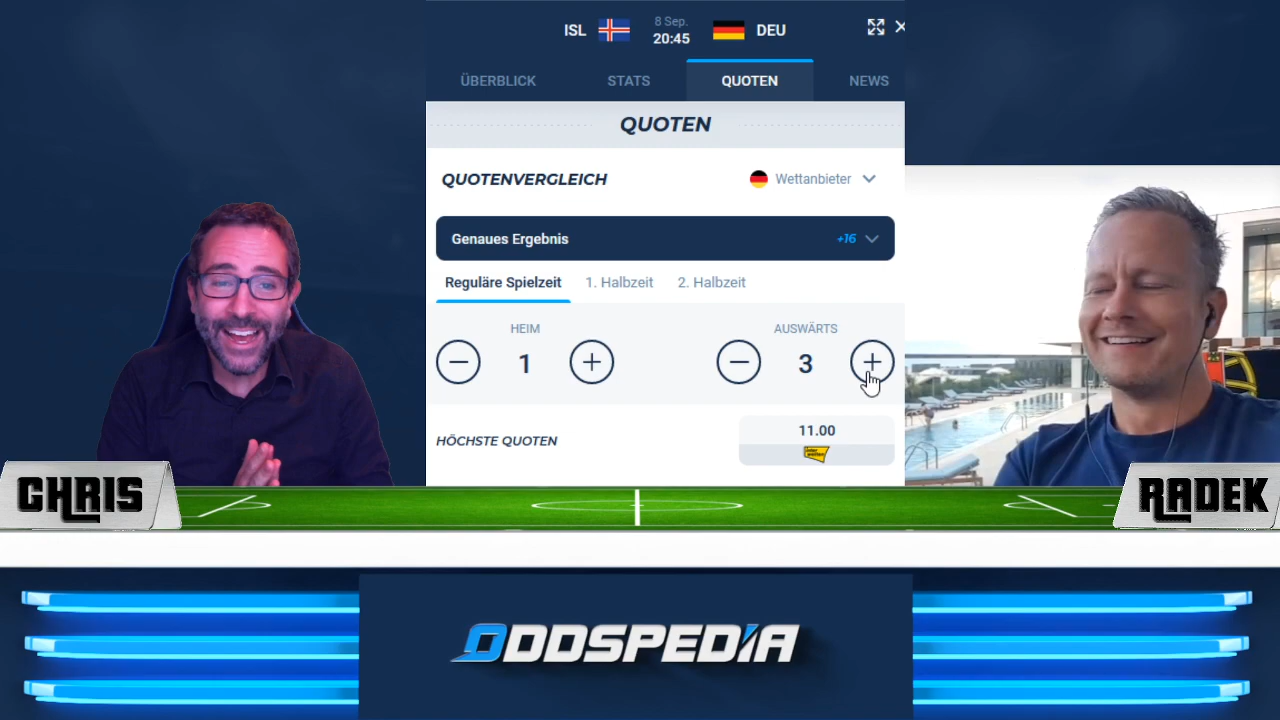 ISL
8 Sep.
20:45
DEU
ÜBERBLICK
STATS
QUOTEN
NEWS
QUOTEN
QUOTENVERGLEICH
Wettanbieter
Genaues Ergebnis
+16
Reguläre Spielzeit
1. Halbzeit
2. Halbzeit
HEIM
AUSWÄRTS
1
3
HÖCHSTE QUOTEN
11.00
CHRIS
RADEK
ODDSPEDIA